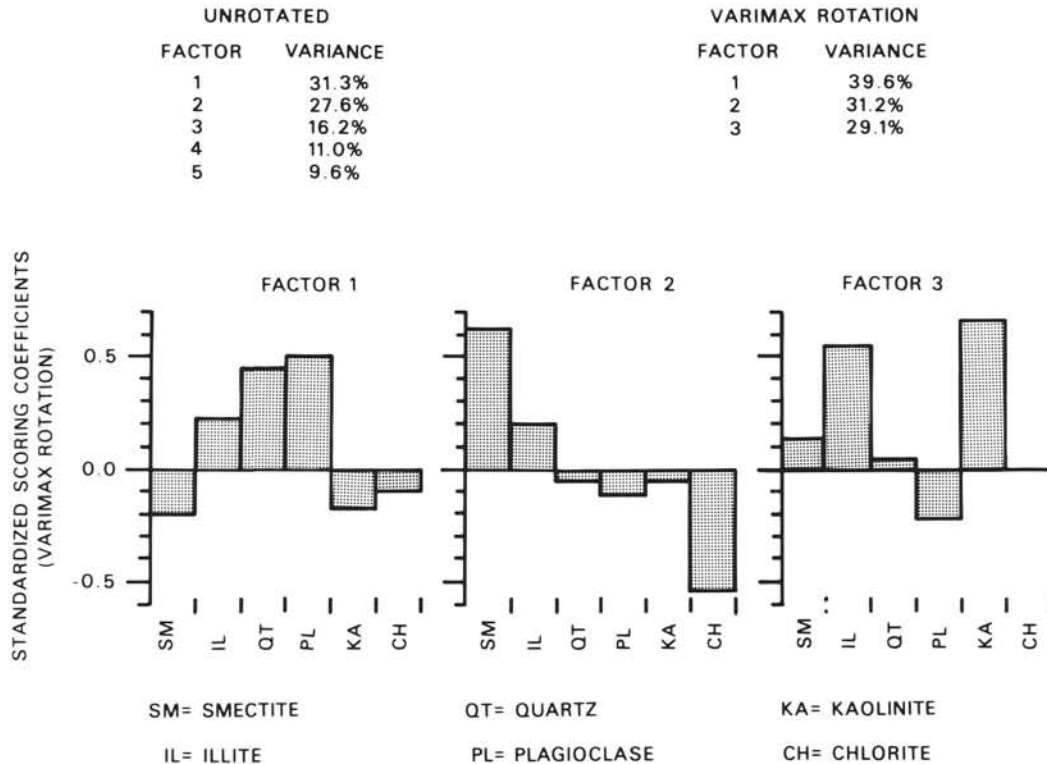 UNROTATED
FACTOR VARIANCE
1 31.3%
2 27.6%
3 16.2%
4 11.0%
5 9.6%
VARIMAX ROTATION
FACTOR VARIANCE
1 39.6%
2 31.2%
3 29.1%
STANDARDIZED SCORING COEFFICIENTS
(VARIMAX ROTATION)
0.5
0.0
-0.5
FACTOR 1
SM IL QT PL KA CH
FACTOR 2
SM IL QT PL KA CH
FACTOR 3
SM IL QT PL KA CH
SM= SMECTITE QT= QUARTZ KA= KAOLINITE
IL= ILLITE PL= PLAGIOCLASE CH= CHLORITE